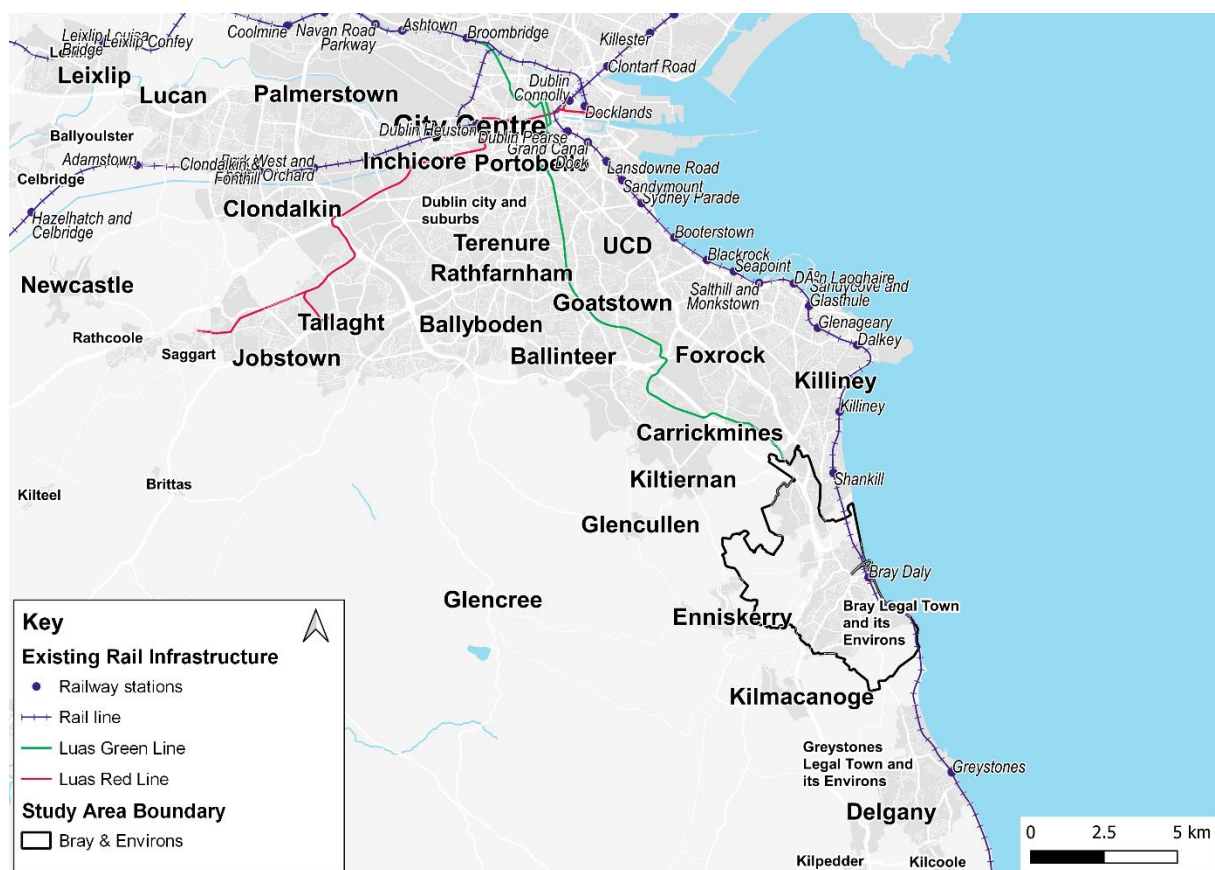 Leixlip Louisa
Bridge
Leixlip Confey
Leixlip
Lucan
Coolmine
Navan Road
Parkway
Ashtown
Broombridge
Killester
Clontarf Road
Palmerstown
Dublin
Connolly
Docklands
City Centre
Dublin Heuston
Dublin Pearse
Grand Canal
Dock
Ballyoulster
Adamstown
Clondalkin &
Fonthill
Park West and
Cherry Orchard
Inchicore
Portobello
Lansdowne Road
Sandymount
Sydney Parade
Celbridge
Hazelhatch and
Celbridge
Clondalkin
Dublin city and
suburbs
Terenure
UCD
Booterstown
Blackrock
Seapoint
Rathfarnham
Newcastle
Salthill and
Monkstown
DÃºn Laoghaire
Sandycove and
Glasthule
Goatstown
Glenageary
Dalkey
Tallaght
Ballyboden
Rathcoole
Saggart
Jobstown
Ballinteer
Foxrock
Killiney
Killiney
Carrickmines
Kiltiernan
Shankill
Kilteel
Brittas
Glencullen
Bray Daly
Glencree
Enniskerry
Bray Legal Town
and its
Environs
Kilmacanoge
Greystones
Legal Town and
its Environs
Greystones
Delgany
Kilpedder
Kilcoole
Key
Existing Rail Infrastructure
Railway stations
Rail line
Luas Green Line
Luas Red Line
Study Area Boundary
Bray & Environs
0 2.5 5 km